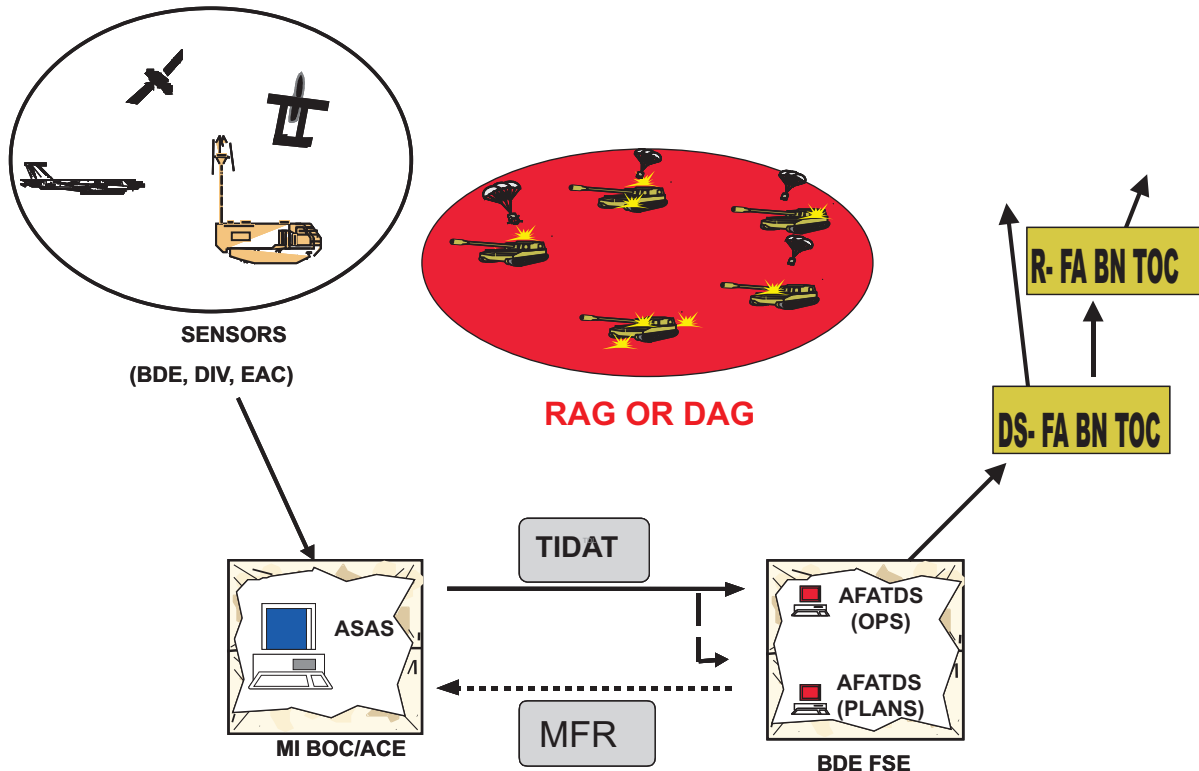 SENSORS
(BDE, DIV, EAC)
RAG OR DAG
R- FA BN TOC
DS- FA BN TOC
TIDAT
ASAS
AFATDS
(OPS)
AFATDS
(PLANS)
MFR
MI BOC/ACE
BDE FSE